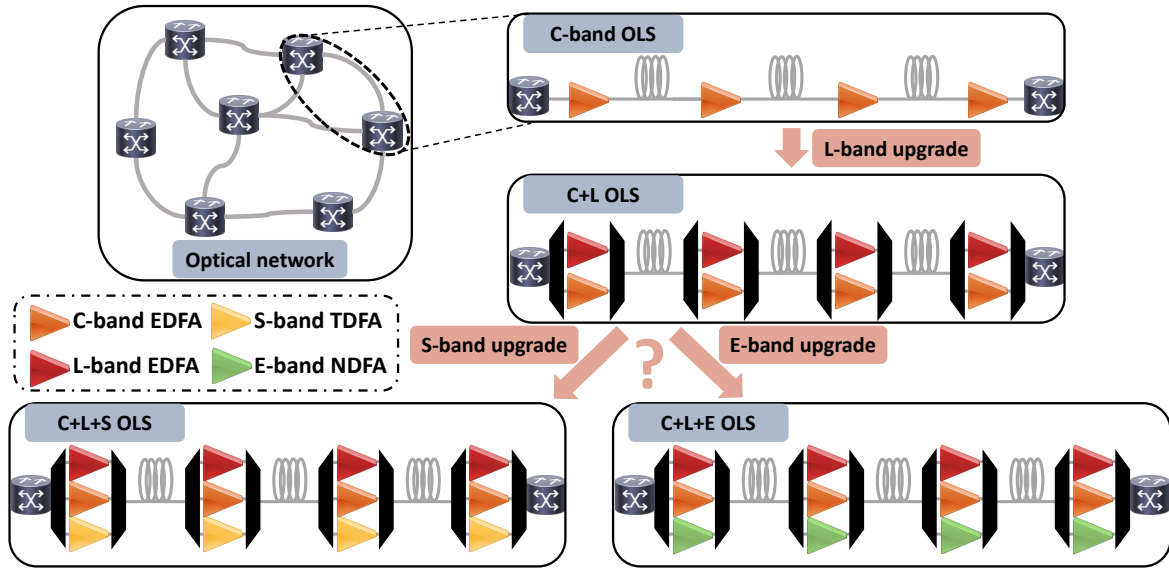 C-band OLS
L-band upgrade
C+L OLS
Optical network
C-band EDFA
S-band TDFA
L-band EDFA
E-band NDFA
S-band upgrade
?
E-band upgrade
C+L+S OLS
C+L+E OLS